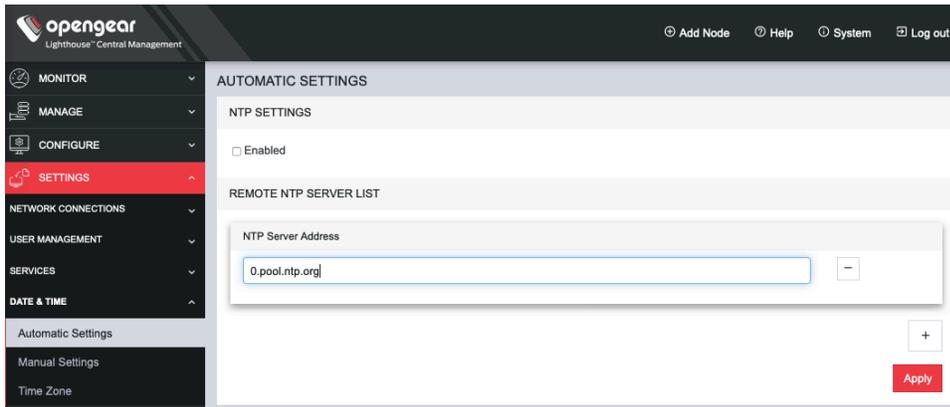 opengear
Lighthouse™ Central Management
Add Node
Help
System
Log out
MONITOR
MANAGE
CONFIGURE
SETTINGS
NETWORK CONNECTIONS
USER MANAGEMENT
SERVICES
DATE & TIME
Automatic Settings
Manual Settings
Time Zone
AUTOMATIC SETTINGS
NTP SETTINGS
Enabled
REMOTE NTP SERVER LIST
NTP Server Address
0.pool.ntp.org
Apply